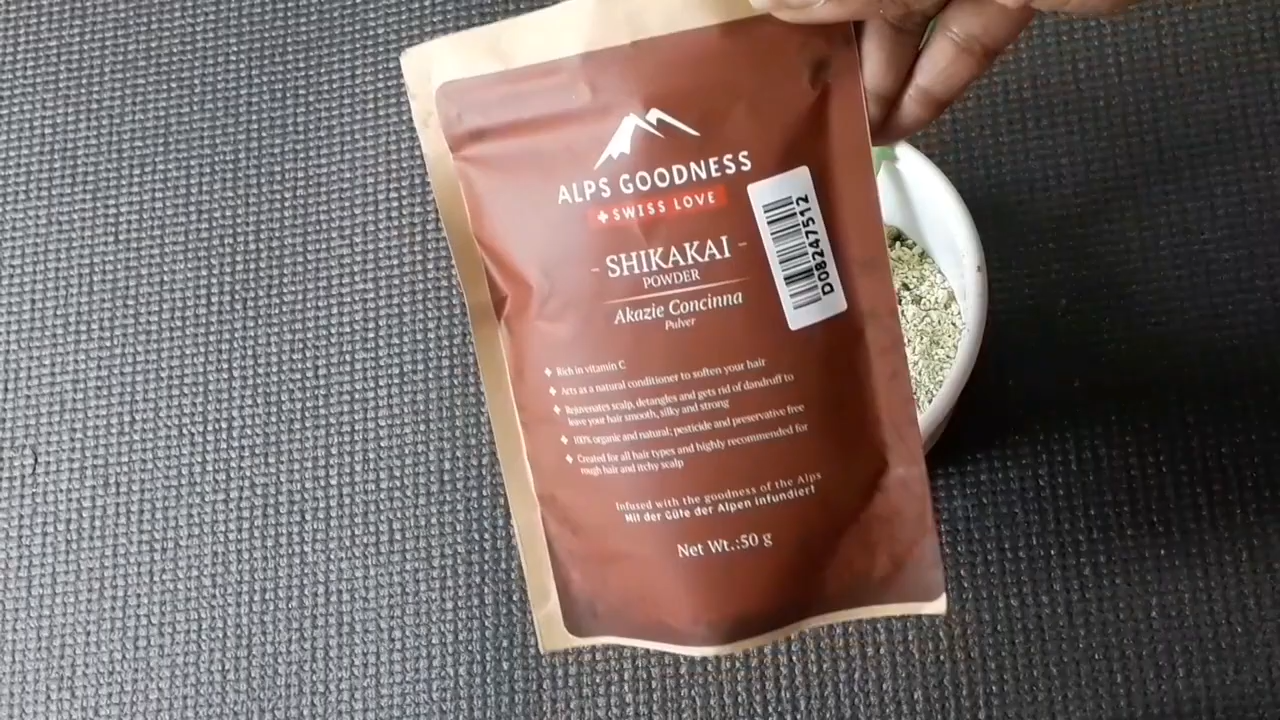 ALPS GOODNESS
SWISS LOVE
- SHIKAKAI -
POWDER
Akazie Concinna
Pulver
D08247512
Rich in vitamin C
Acts as a natural conditioner to soften your hair
Rejuvenates scalp, detangles and gets rid of dandruff to
leave your hair smooth, silky and strong
100% organic and natural; pesticide and preservative free
Created for all hair types and highly recommended for
rough hair and itchy scalp
Infused with the goodness of the Alps
Mit der Güte der Alpen infundiert
Net Wt.:50 g